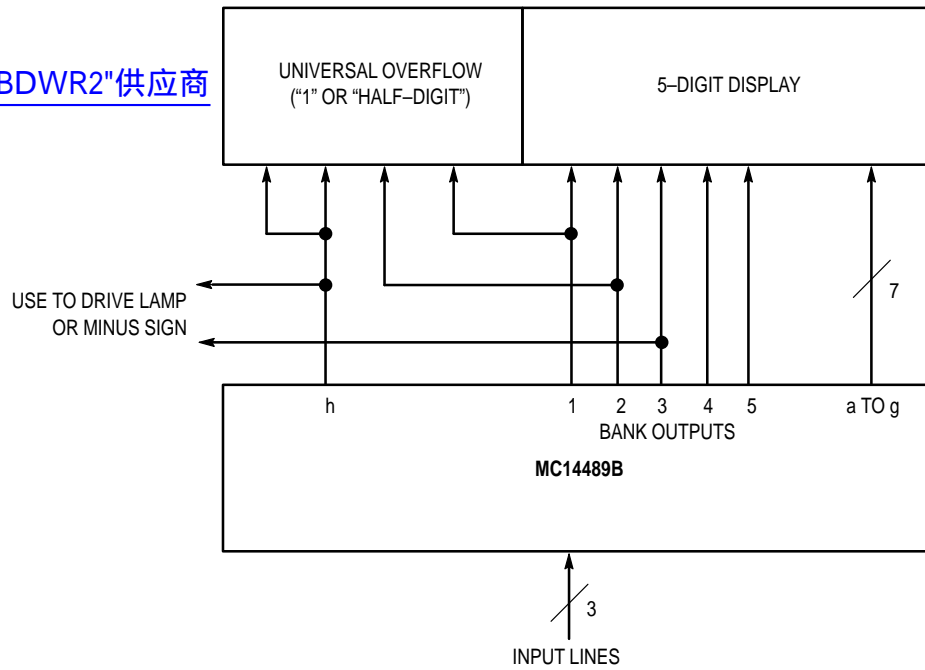 BDWR2"供应商
UNIVERSAL OVERFLOW
(“1” OR “HALF–DIGIT”)
5–DIGIT DISPLAY
USE TO DRIVE LAMP
OR MINUS SIGN
7
h 1 2 3 4 5 a TO g
BANK OUTPUTS
MC14489B
3
INPUT LINES